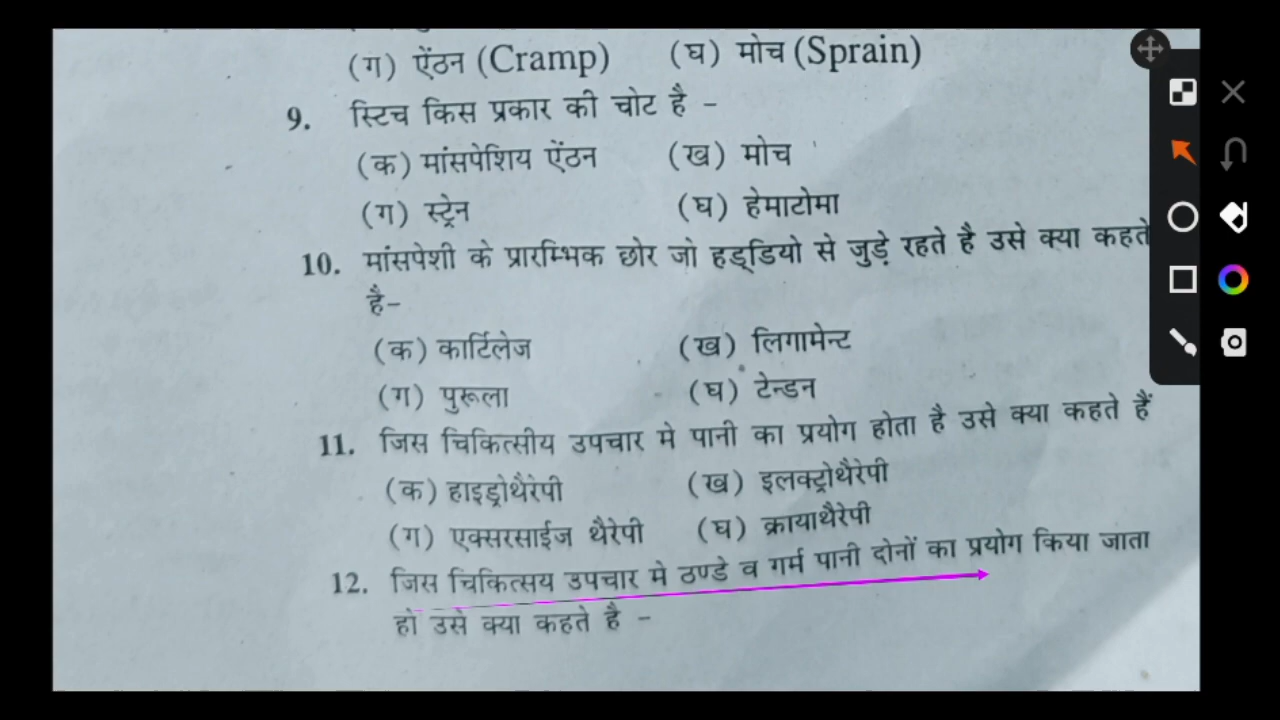 (ग) ऐंठन (Cramp) (घ) मोच (Sprain)
9. स्टिच किस प्रकार की चोट है -
(क) मांसपेशिय ऐंठन (ख) मोच
(ग) स्ट्रेन (घ) हेमाटोमा
10. मांसपेशी के प्रारम्भिक छोर जो हड्डियो से जुड़े रहते है उसे क्या कहते
है-
(क) कार्टिलेज (ख) लिगामेन्ट
(ग) पुरूला (घ) टेन्डन
11. जिस चिकित्सीय उपचार मे पानी का प्रयोग होता है उसे क्या कहते हैं
(क) हाइड्रोथैरेपी (ख) इलक्ट्रोथैरेपी
(ग) एक्सरसाईज थैरेपी (घ) क्रायाथैरेपी
12. जिस चिकित्सय उपचार मे ठण्डे व गर्म पानी दोनों का प्रयोग किया जाता
हो उसे क्या कहते है -